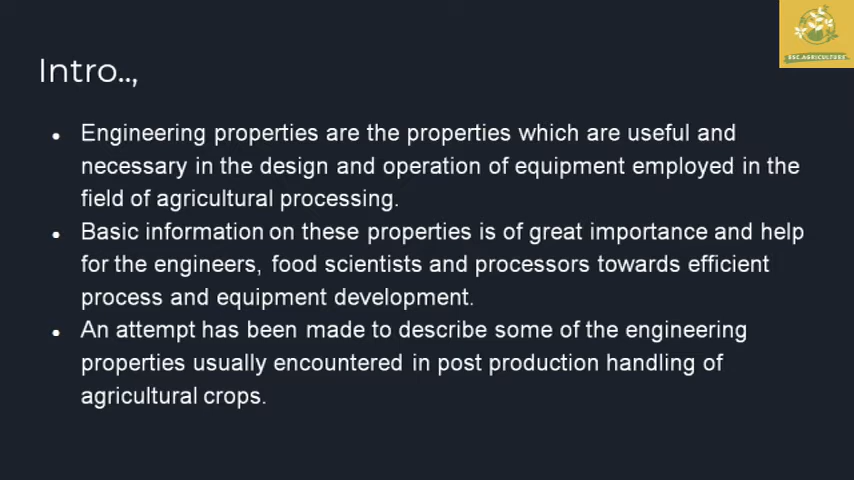 BSC.AGRICULTURE
Intro..,
• Engineering properties are the properties which are useful and
necessary in the design and operation of equipment employed in the
field of agricultural processing.
• Basic information on these properties is of great importance and help
for the engineers, food scientists and processors towards efficient
process and equipment development.
• An attempt has been made to describe some of the engineering
properties usually encountered in post production handling of
agricultural crops.